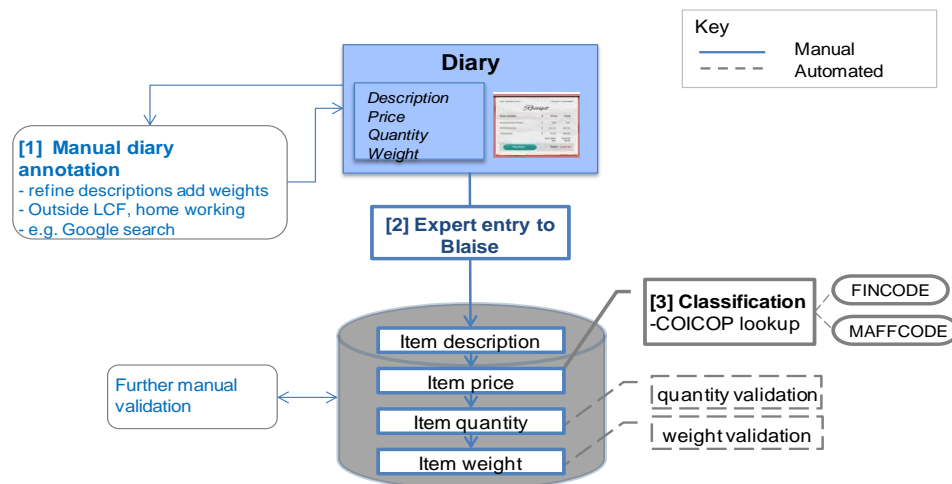 Key
Manual
Automated
Diary
Description
Price
Quantity
Weight
Receipt
[1] Manual diary
annotation
- refine descriptions add weights
- Outside LCF, home working
- e.g. Google search
[2] Expert entry to
Blaise
[3] Classification
-COICOP lookup
FINCODE
MAFFCODE
Item description
Item price
Item quantity
Item weight
Further manual
validation
quantity validation
weight validation